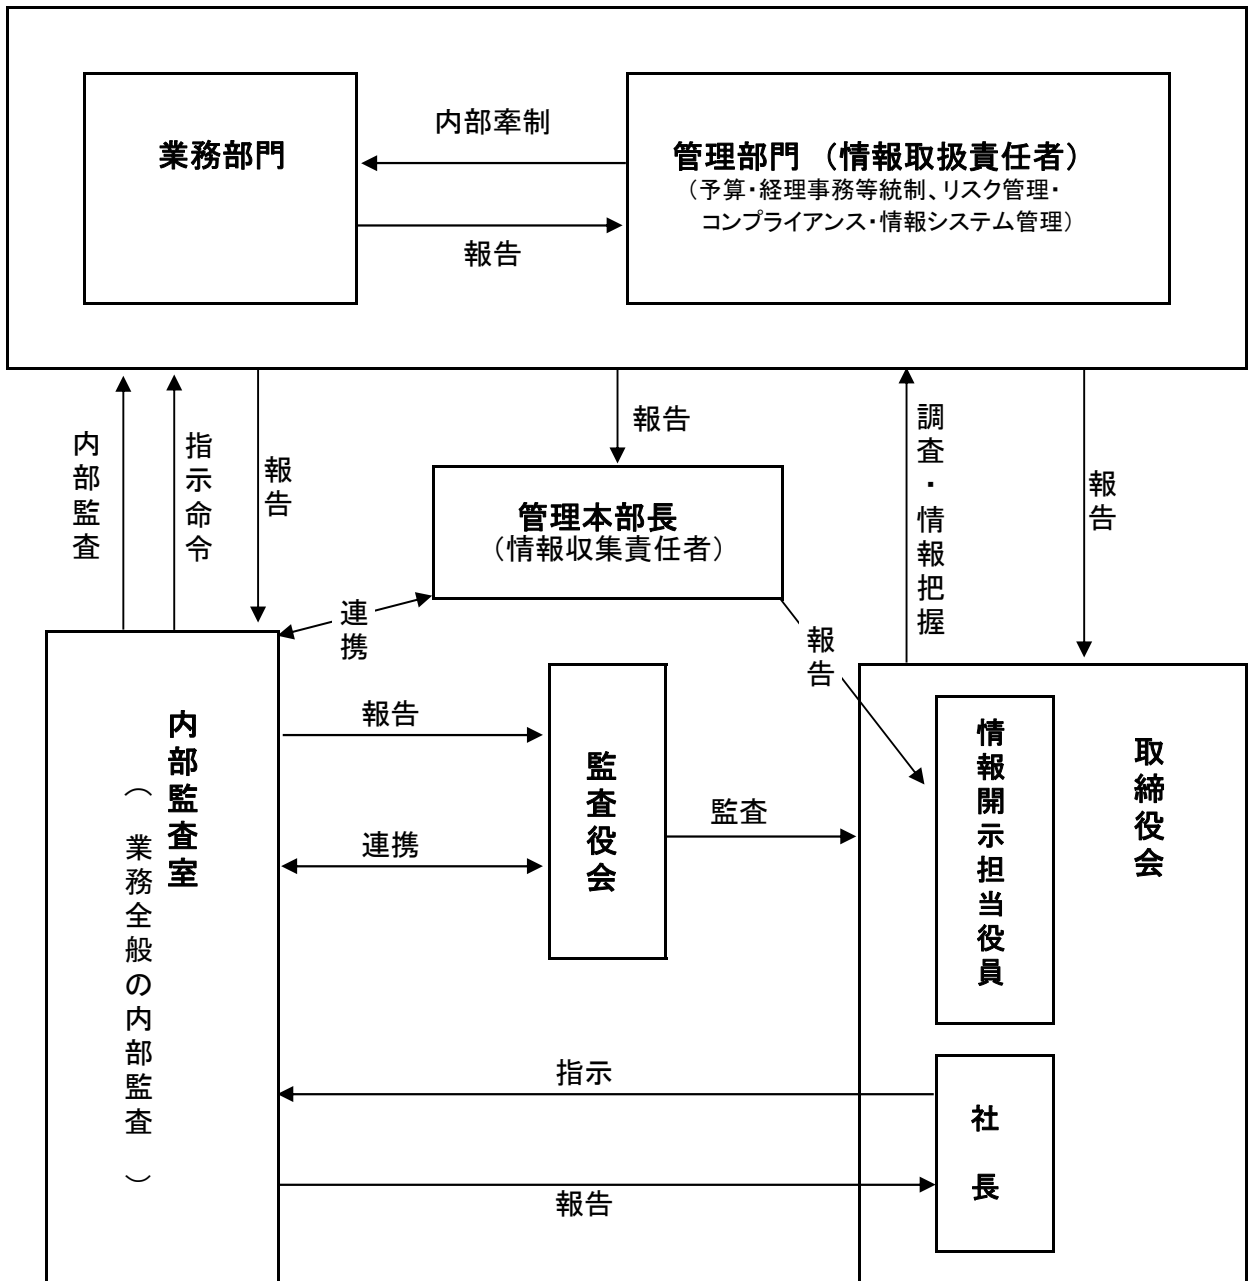 内部牽制
業務部門
管理部門 （情報取扱責任者）
（予算・経理事務等統制、リスク管理・
コンプライアンス・情報システム管理）
報告
内部監査
指示命令
報告
報告
調査・情報把握
報告
管理本部長
（情報収集責任者）
連携
報告
内部監査室
（ 業務全般の内部監査 ）
報告
連携
監査役会
監査
情報開示担当役員
取締役会
指示
社長
報告